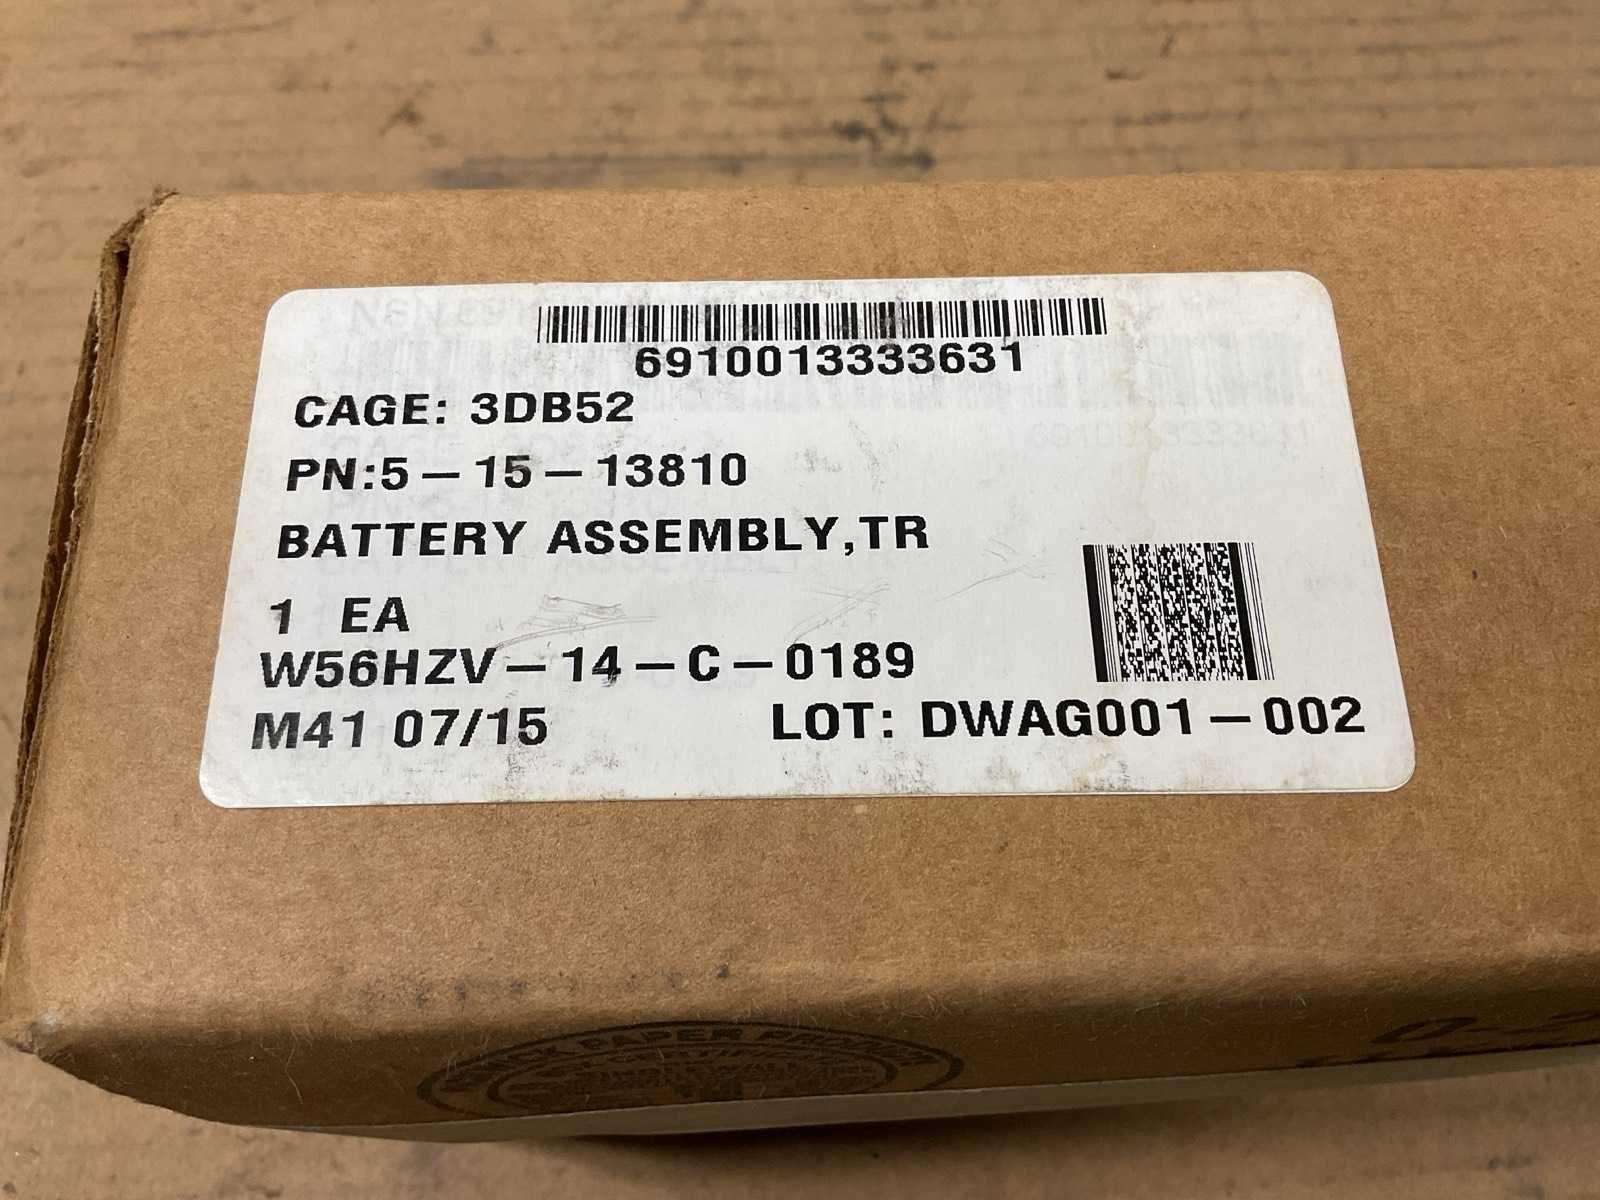 6910013333631
CAGE: 3DB52
PN:5-15-13810
BATTERY ASSEMBLY,TR
1 EA
W56HZV-14-C-0189
M41 07/15
LOT: DWAG001-002
PAPER